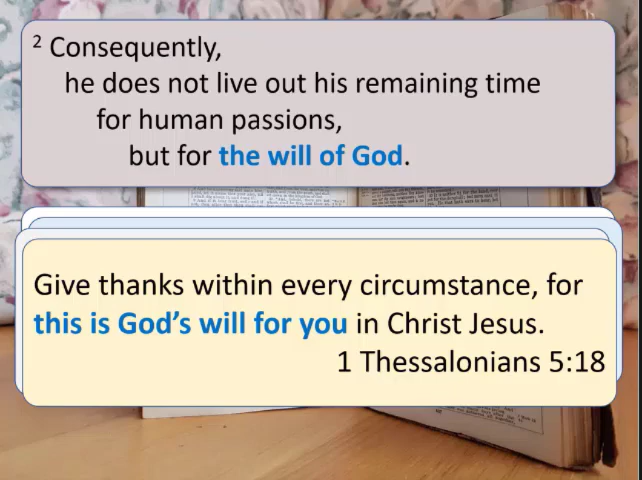 ² Consequently,
he does not live out his remaining time
for human passions,
but for the will of God.
Give thanks within every circumstance, for
this is God’s will for you in Christ Jesus.
1 Thessalonians 5:18